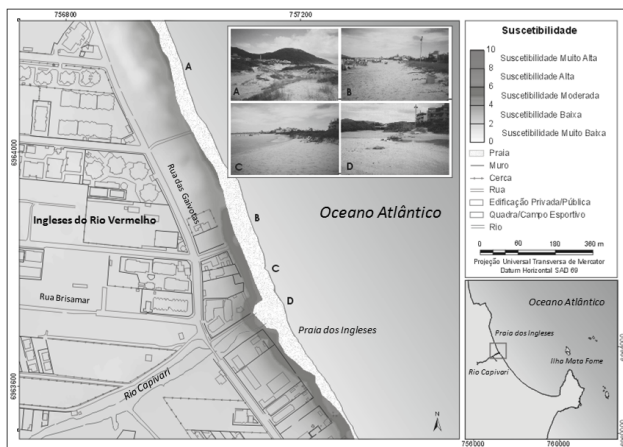 756800
757200
6964000
6963600
A
B
C
D
A
B
C
D
Rua das Gaivotas
Ingleses do Rio Vermelho
Rua Brisamar
Rio Capivari
Oceano Atlântico
Praia dos Ingleses
N
Suscetibilidade
10
8
6
4
2
0
Suscetibilidade Muito Alta
Suscetibilidade Alta
Suscetibilidade Moderada
Suscetibilidade Baixa
Suscetibilidade Muito Baixa
Praia
Muro
Cerca
Rua
Edificação Privada/Pública
Quadra/Campo Esportivo
Rio
0 60 180 360 m
Projeção Universal Transversa de Mercator
Datum Horizontal SAD 69
Oceano Atlântico
Praia dos Ingleses
Ilha Mata Fome
Rio Capivari
756000
760000